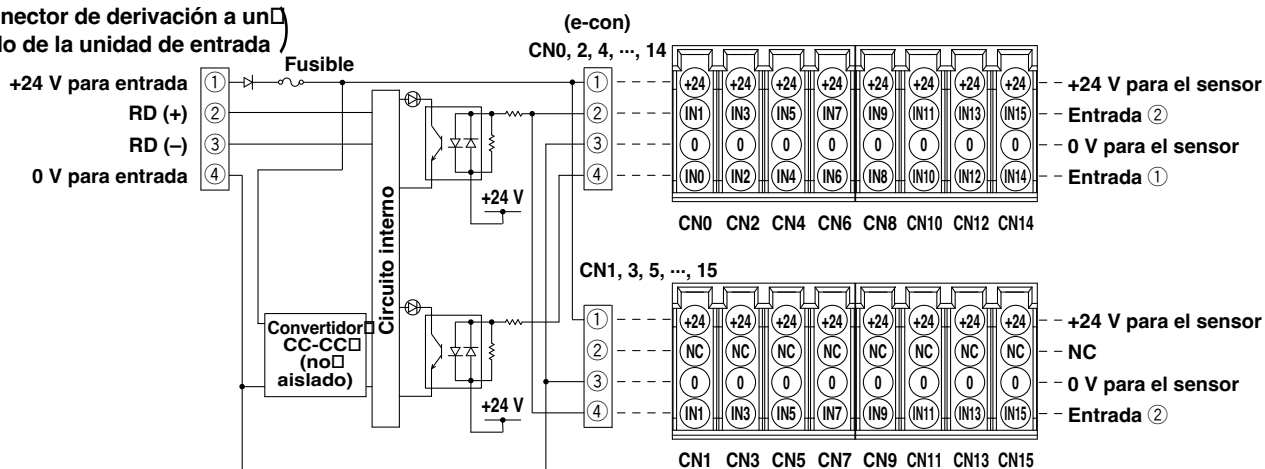 nector de derivación a un
lo de la unidad de entrada
(e-con)
CN0, 2, 4, ···, 14
Fusible
+24 V para entrada ①
RD (+) ②
RD (–) ③
0 V para entrada ④
Circuito interno
Convertidor
CC-CC
(no
aislado)
+24 V
+24 V
① +24 +24 +24 +24 +24 +24 +24 +24 +24 V para el sensor
② IN1 IN3 IN5 IN7 IN9 IN11 IN13 IN15 Entrada ②
③ 0 0 0 0 0 0 0 0 0 V para el sensor
④ IN0 IN2 IN4 IN6 IN8 IN10 IN12 IN14 Entrada ①
CN0 CN2 CN4 CN6 CN8 CN10 CN12 CN14
CN1, 3, 5, ···, 15
① +24 +24 +24 +24 +24 +24 +24 +24 +24 V para el sensor
② NC NC NC NC NC NC NC NC NC
③ 0 0 0 0 0 0 0 0 0 V para el sensor
④ IN1 IN3 IN5 IN7 IN9 IN11 IN13 IN15 Entrada ②
CN1 CN3 CN5 CN7 CN9 CN11 CN13 CN15